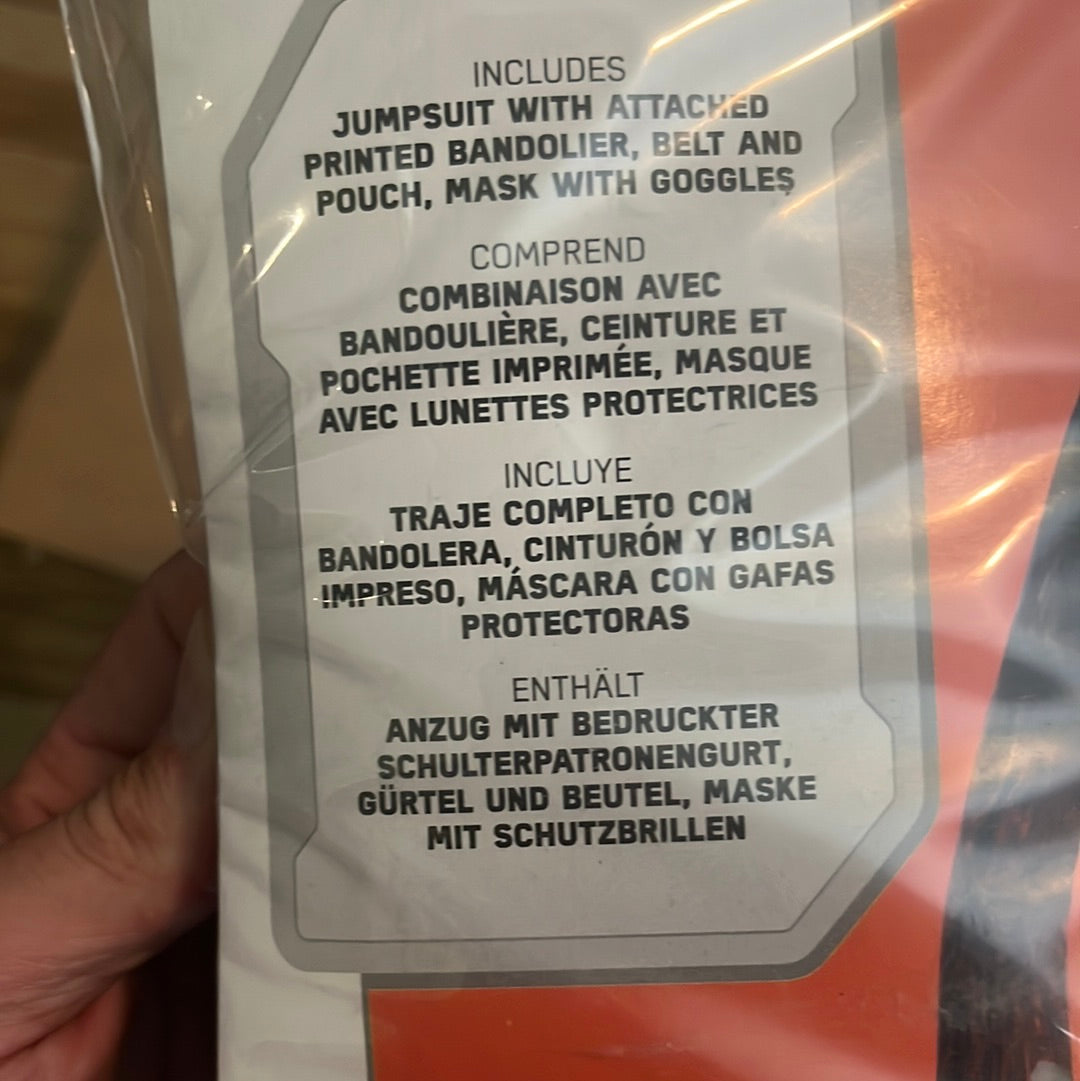 INCLUDES
JUMPSUIT WITH ATTACHED
PRINTED BANDOLIER, BELT AND
POUCH, MASK WITH GOGGLES
COMPREND
COMBINAISON AVEC
BANDOULIÈRE, CEINTURE ET
POCHETTE IMPRIMÉE, MASQUE
AVEC LUNETTES PROTECTRICES
INCLUYE
TRAJE COMPLETO CON
BANDOLERA, CINTURÓN Y BOLSA
IMPRESO, MÁSCARA CON GAFAS
PROTECTORAS
ENTHÄLT
ANZUG MIT BEDRUCKTER
SCHULTERPATRONENGURT,
GÜRTEL UND BEUTEL, MASKE
MIT SCHUTZBRILLEN